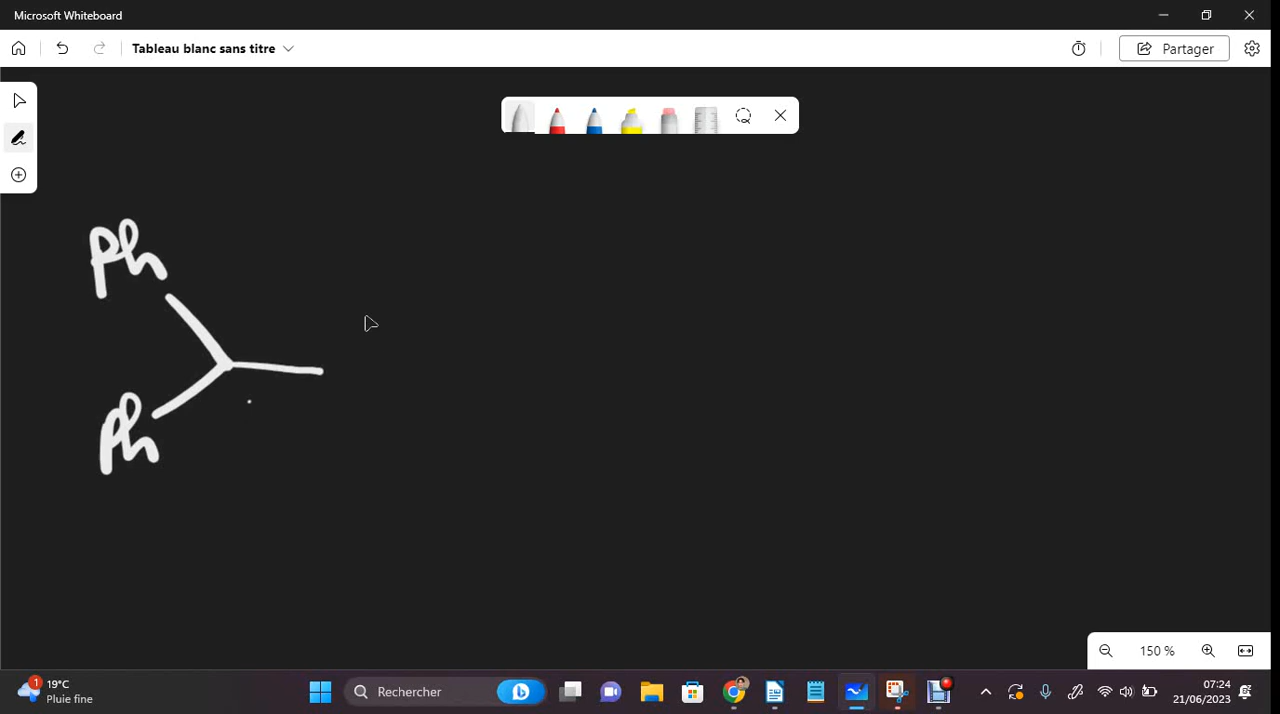 Microsoft Whiteboard
Tableau blanc sans titre
Partager
Ph
Ph
150 %
1
19°C
Pluie fine
Rechercher
07:24
21/06/2023